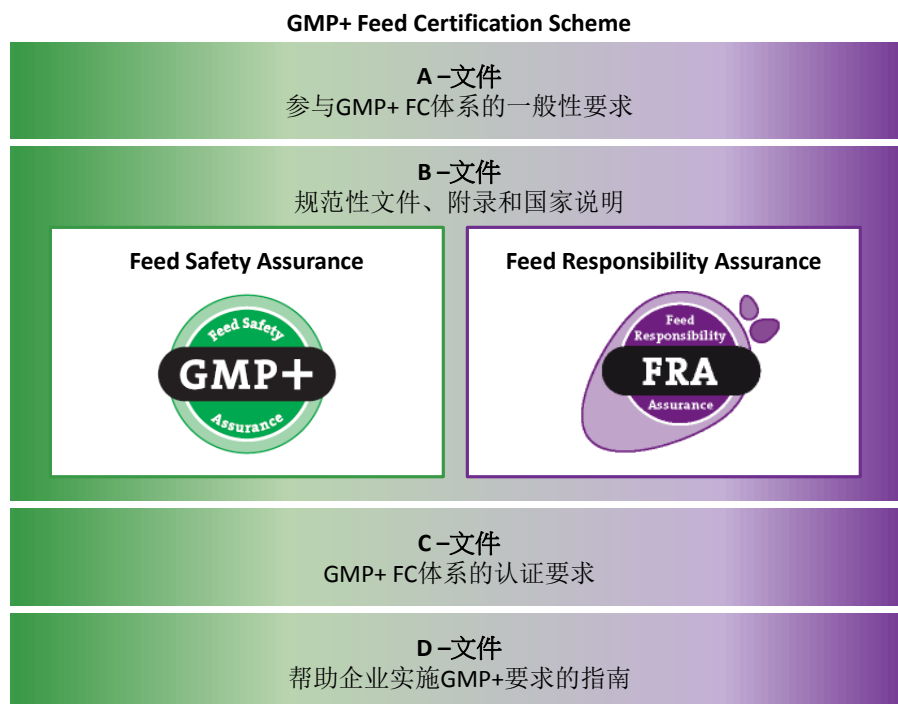 GMP+ Feed Certification Scheme
A –文件
参与GMP+ FC体系的一般性要求
B –文件
规范性文件、附录和国家说明
Feed Safety Assurance
Feed Safety
GMP+
Assurance
Feed Responsibility Assurance
Feed
Responsibility
FRA
Assurance
C –文件
GMP+ FC体系的认证要求
D –文件
帮助企业实施GMP+要求的指南